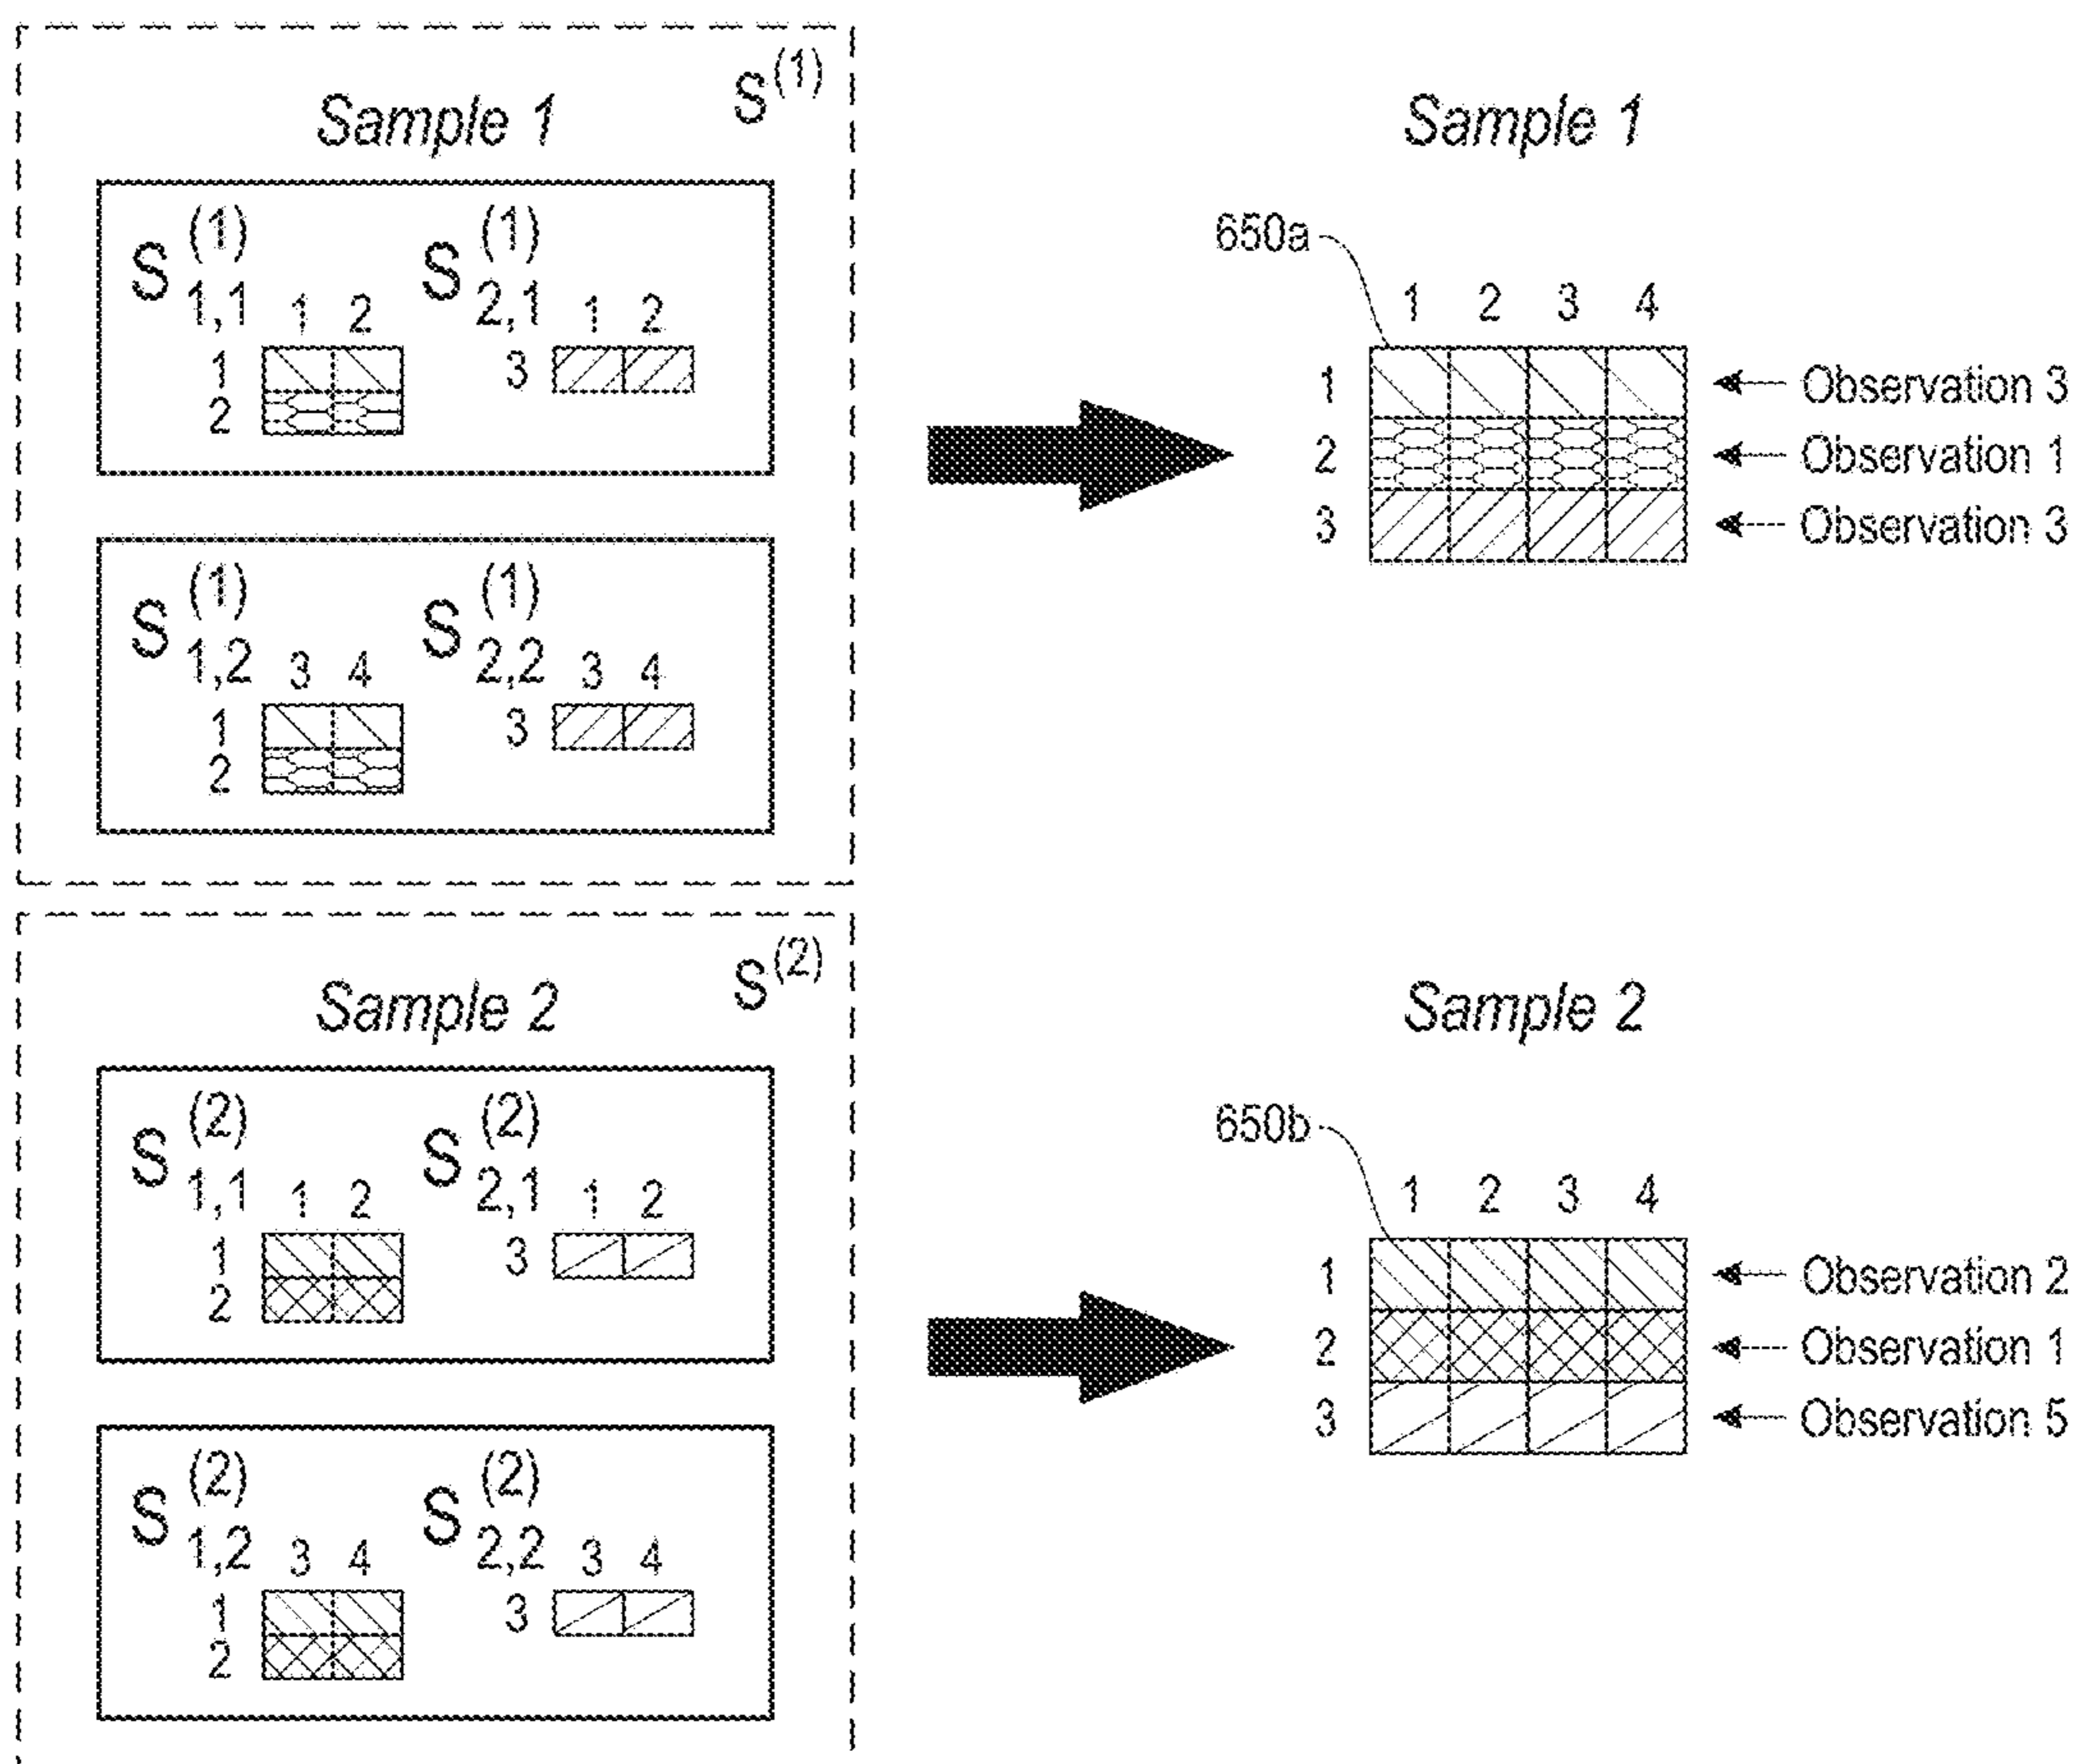 S(1)
Sample 1
S(1)1,1 S(1)2,1
1 2 1 2
1 3
2
S(1)1,2 S(1)2,2
3 4 3 4
1 3
2
Sample 1
650a
1 2 3 4
1 Observation 3
2 Observation 1
3 Observation 3
S(2)
Sample 2
S(2)1,1 S(2)2,1
1 2 1 2
1 3
2
S(2)1,2 S(2)2,2
3 4 3 4
1 3
2
Sample 2
650b
1 2 3 4
1 Observation 2
2 Observation 1
3 Observation 5